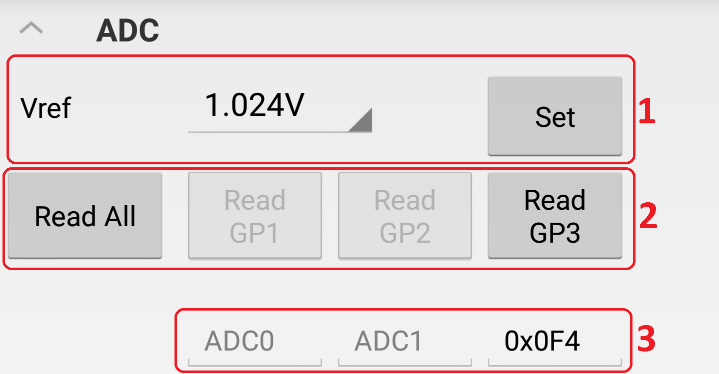 ADC
Vref 1.024V Set 1
Read All Read GP1 Read GP2 Read GP3 2
ADC0 ADC1 0x0F4 3